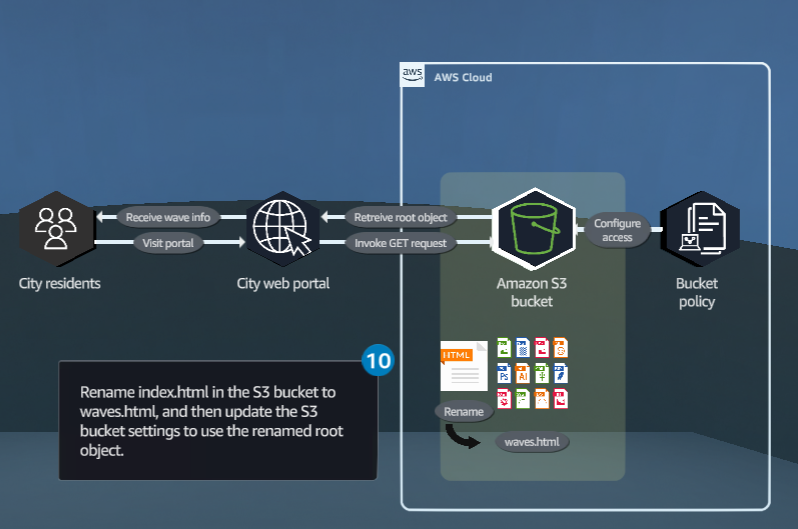 aws
AWS Cloud
Receive wave info
Retreive root object
Visit portal
Invoke GET request
Configure
access
City residents
City web portal
Amazon S3
bucket
Bucket
policy
HTML
Ps
Ai
10
Rename index.html in the S3 bucket to
waves.html, and then update the S3
bucket settings to use the renamed root
object.
Rename
waves.html